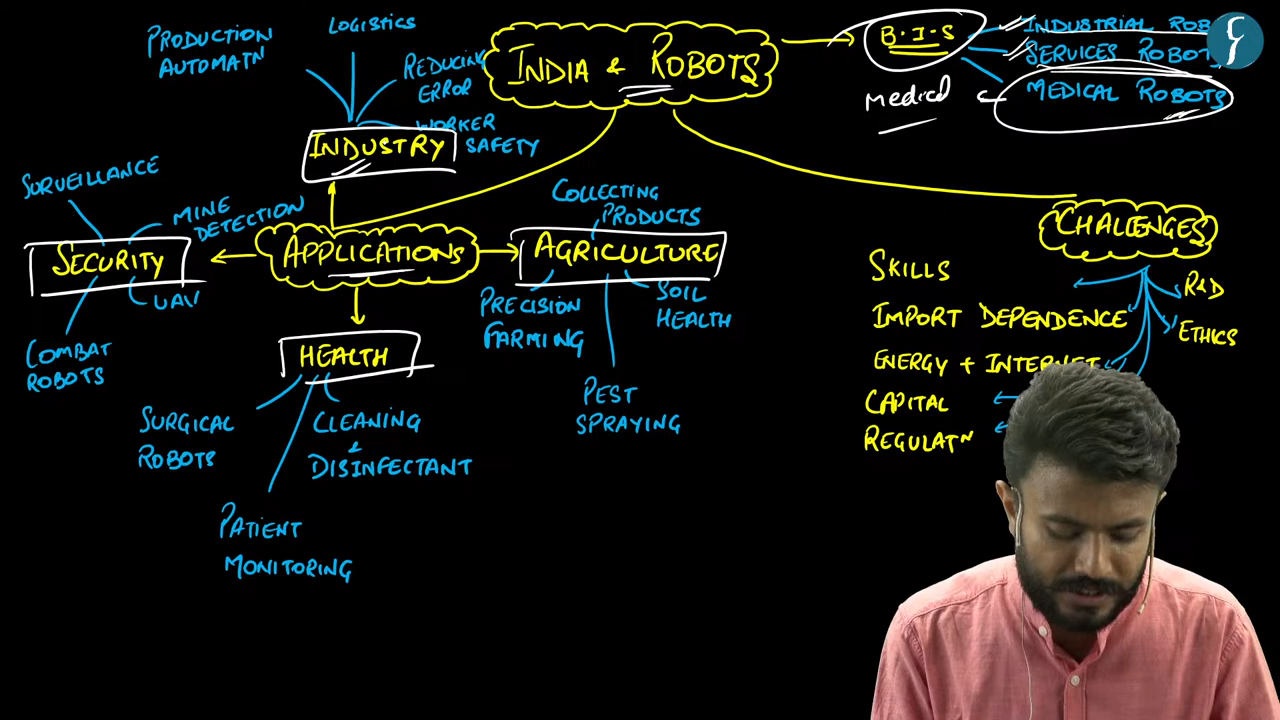 PRODUCTION
AUTOMATN
LOGISTICS
REDUCING
ERROR
WORKER
SAFETY
INDUSTRY
INDIA & ROBOTS
B.I.S
INDUSTRIAL
SERVICES
MEDICAL ROBOTS
Medical
SURVEILLANCE
MINE
DETECTION
SECURITY
UAV
COMBAT
ROBOTS
APPLICATIONS
COLLECTING
PRODUCTS
AGRICULTURE
PRECISION
FARMING
SOIL
HEALTH
PEST
SPRAYING
HEALTH
SURGICAL
ROBOTS
CLEANING
&
DISINFECTANT
PATIENT
MONITORING
CHALLENGES
SKILLS
R&D
IMPORT DEPENDENCE
ETHICS
ENERGY + INTERNET
CAPITAL
REGULATN